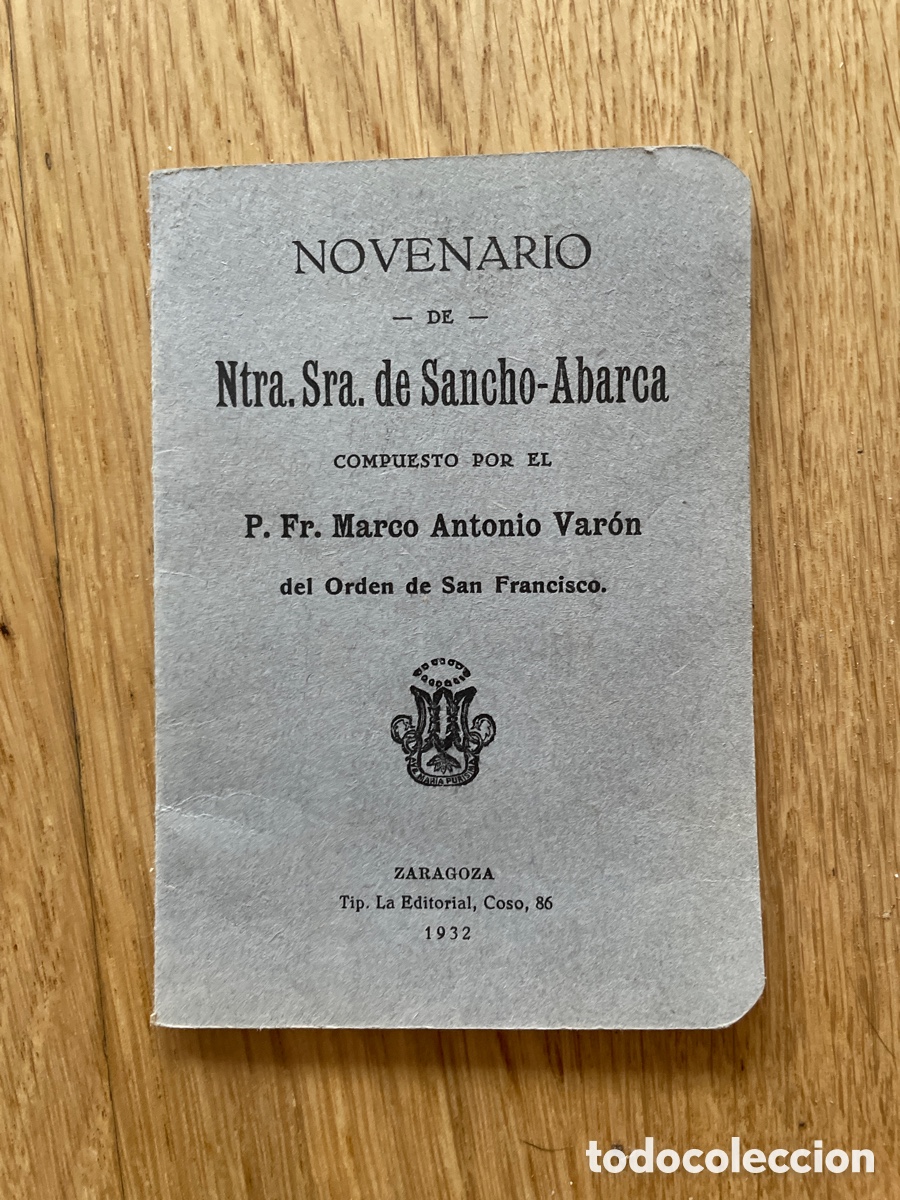 NOVENARIO
— DE —
Ntra. Sra. de Sancho-Abarca
COMPUESTO POR EL
P. Fr. Marco Antonio Varón
del Orden de San Francisco.
AVE MARIA PURISIMA
ZARAGOZA
Tip. La Editorial, Coso, 86
1932
todocoleccion